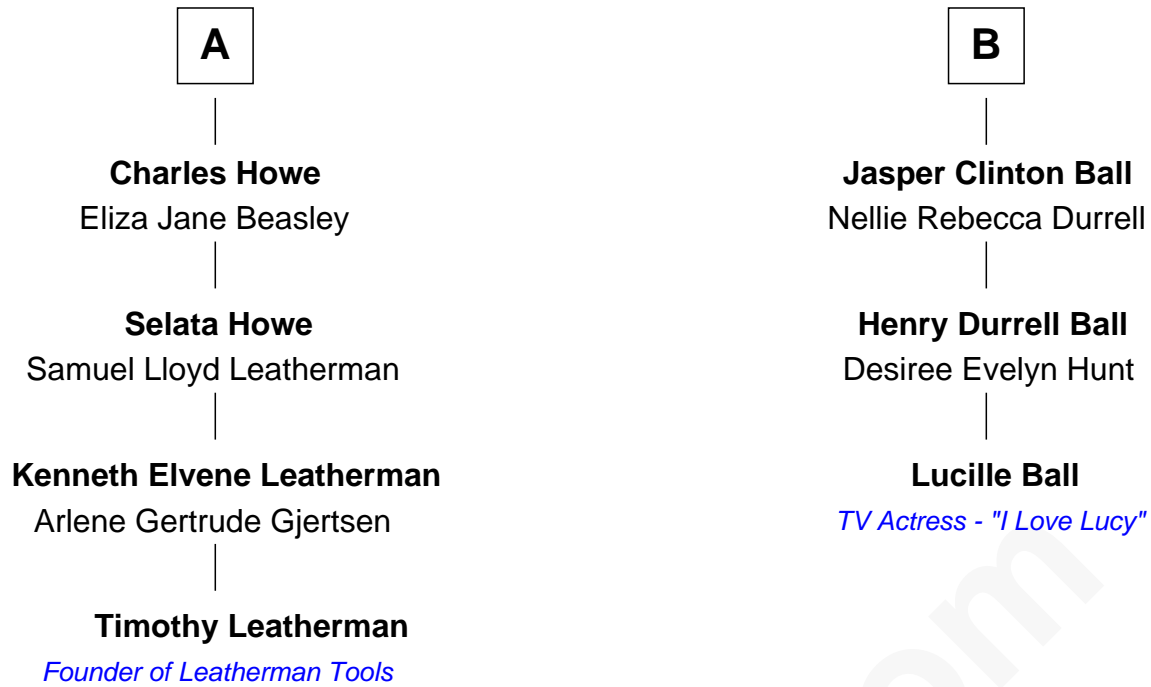 A
Charles Howe
Eliza Jane Beasley
Selata Howe
Samuel Lloyd Leatherman
Kenneth Elvene Leatherman
Arlene Gertrude Gjertsen
Timothy Leatherman
Founder of Leatherman Tools
B
Jasper Clinton Ball
Nellie Rebecca Durrell
Henry Durrell Ball
Desiree Evelyn Hunt
Lucille Ball
TV Actress - "I Love Lucy"
om